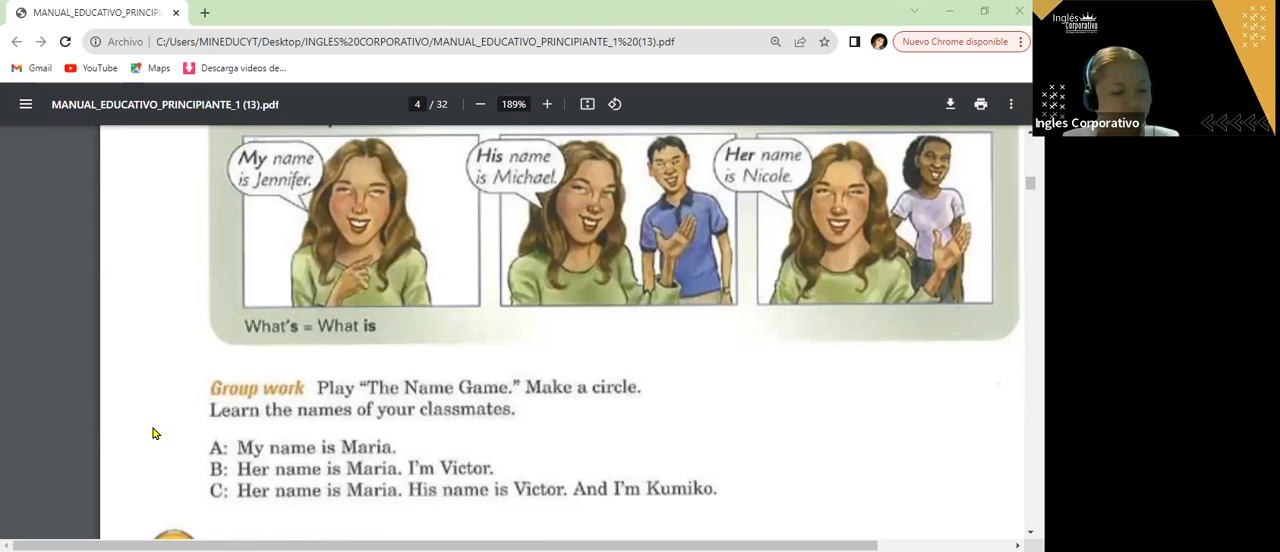 MANUAL_EDUCATIVO_PRINCIPI
Archivo
C:/Users/MINEDUCYT/Desktop/INGLES%20CORPORATIVO/MANUAL_EDUCATIVO_PRINCIPIANTE_1%20(13).pdf
Nuevo Chrome disponible
Gmail
YouTube
Maps
Descarga videos de...
MANUAL_EDUCATIVO_PRINCIPIANTE_1 (13).pdf
4 / 32
189%
My name
is Jennifer.
His name
is Michael.
Her name
is Nicole.
What's = What is
Group work Play "The Name Game." Make a circle.
Learn the names of your classmates.
A: My name is Maria.
B: Her name is Maria. I'm Victor.
C: Her name is Maria. His name is Victor. And I'm Kumiko.
Inglés
Corporativo
Inglés Corporativo